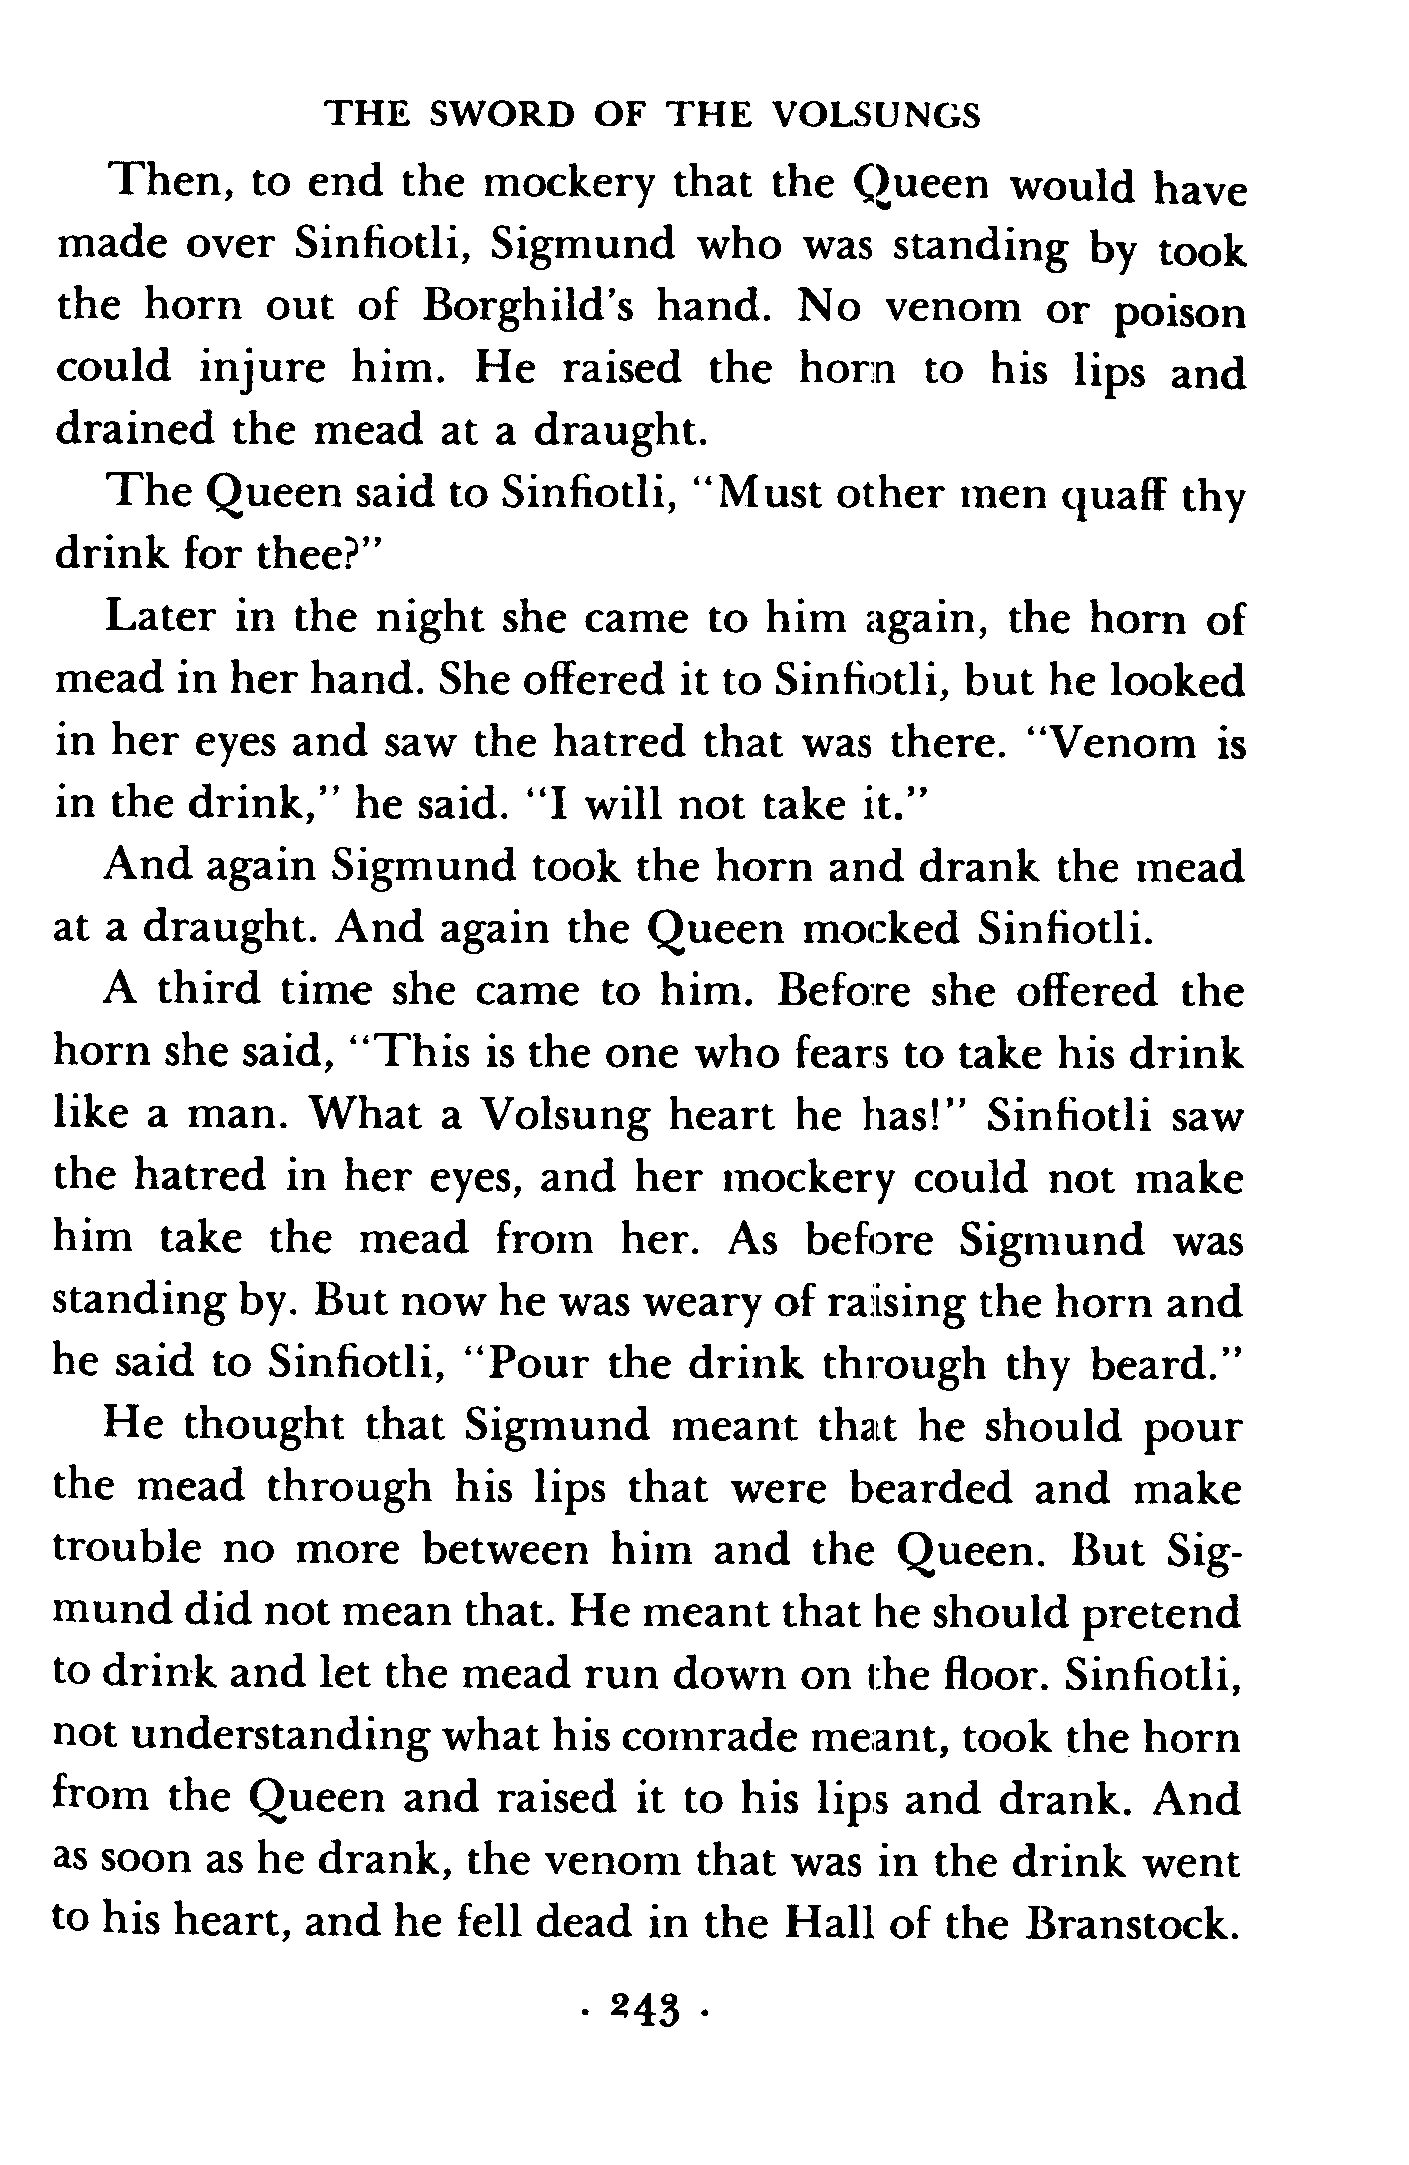 THE SWORD OF THE VOLSUNGS
Then, to end the mockery that the Queen would have
made over Sinfiotli, Sigmund who was standing by took
the horn out of Borghild's hand. No venom or poison
could injure him. He raised the horn to his lips and
drained the mead at a draught.
The Queen said to Sinfiotli, “Must other men quaff thy
drink for thee?”
Later in the night she came to him again, the horn of
mead in her hand. She offered it to Sinfiotli, but he looked
in her eyes and saw the hatred that was there. “Venom is
in the drink,” he said. “I will not take it.”
And again Sigmund took the horn and drank the mead
at a draught. And again the Queen mocked Sinfiotli.
A third time she came to him. Before she offered the
horn she said, “This is the one who fears to take his drink
like a man. What a Volsung heart he has!” Sinfiotli saw
the hatred in her eyes, and her mockery could not make
him take the mead from her. As before Sigmund was
standing by. But now he was weary of raising the horn and
he said to Sinfiotli, “Pour the drink through thy beard.”
He thought that Sigmund meant that he should pour
the mead through his lips that were bearded and make
trouble no more between him and the Queen. But Sig-
mund did not mean that. He meant that he should pretend
to drink and let the mead run down on the floor. Sinfiotli,
not understanding what his comrade meant, took the horn
from the Queen and raised it to his lips and drank. And
as soon as he drank, the venom that was in the drink went
to his heart, and he fell dead in the Hall of the Branstock.
· 243 ·